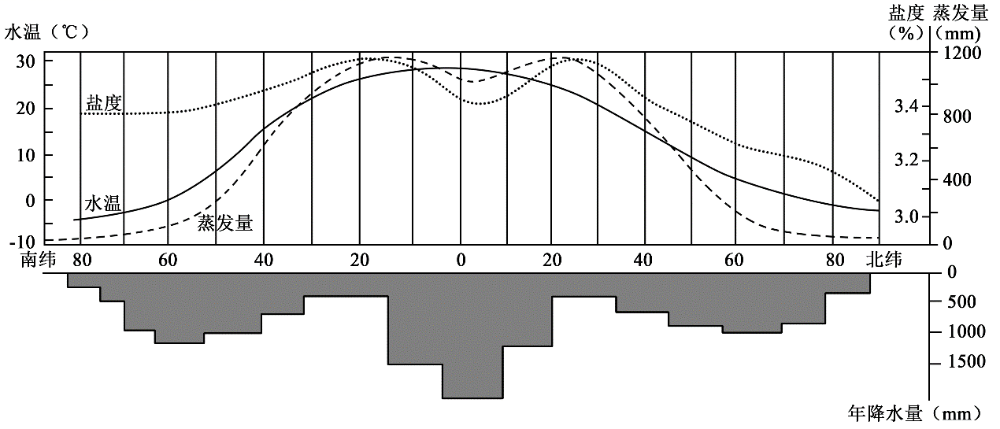 盐度 蒸发量
水温（℃） （%） （mm）
30 1200
盐度 3.4
20 800
10 3.2
400
0 水温
蒸发量 3.0
-10 0
南纬 80 60 40 20 0 20 40 60 80 北纬
0
500
1000
1500
年降水量（mm）